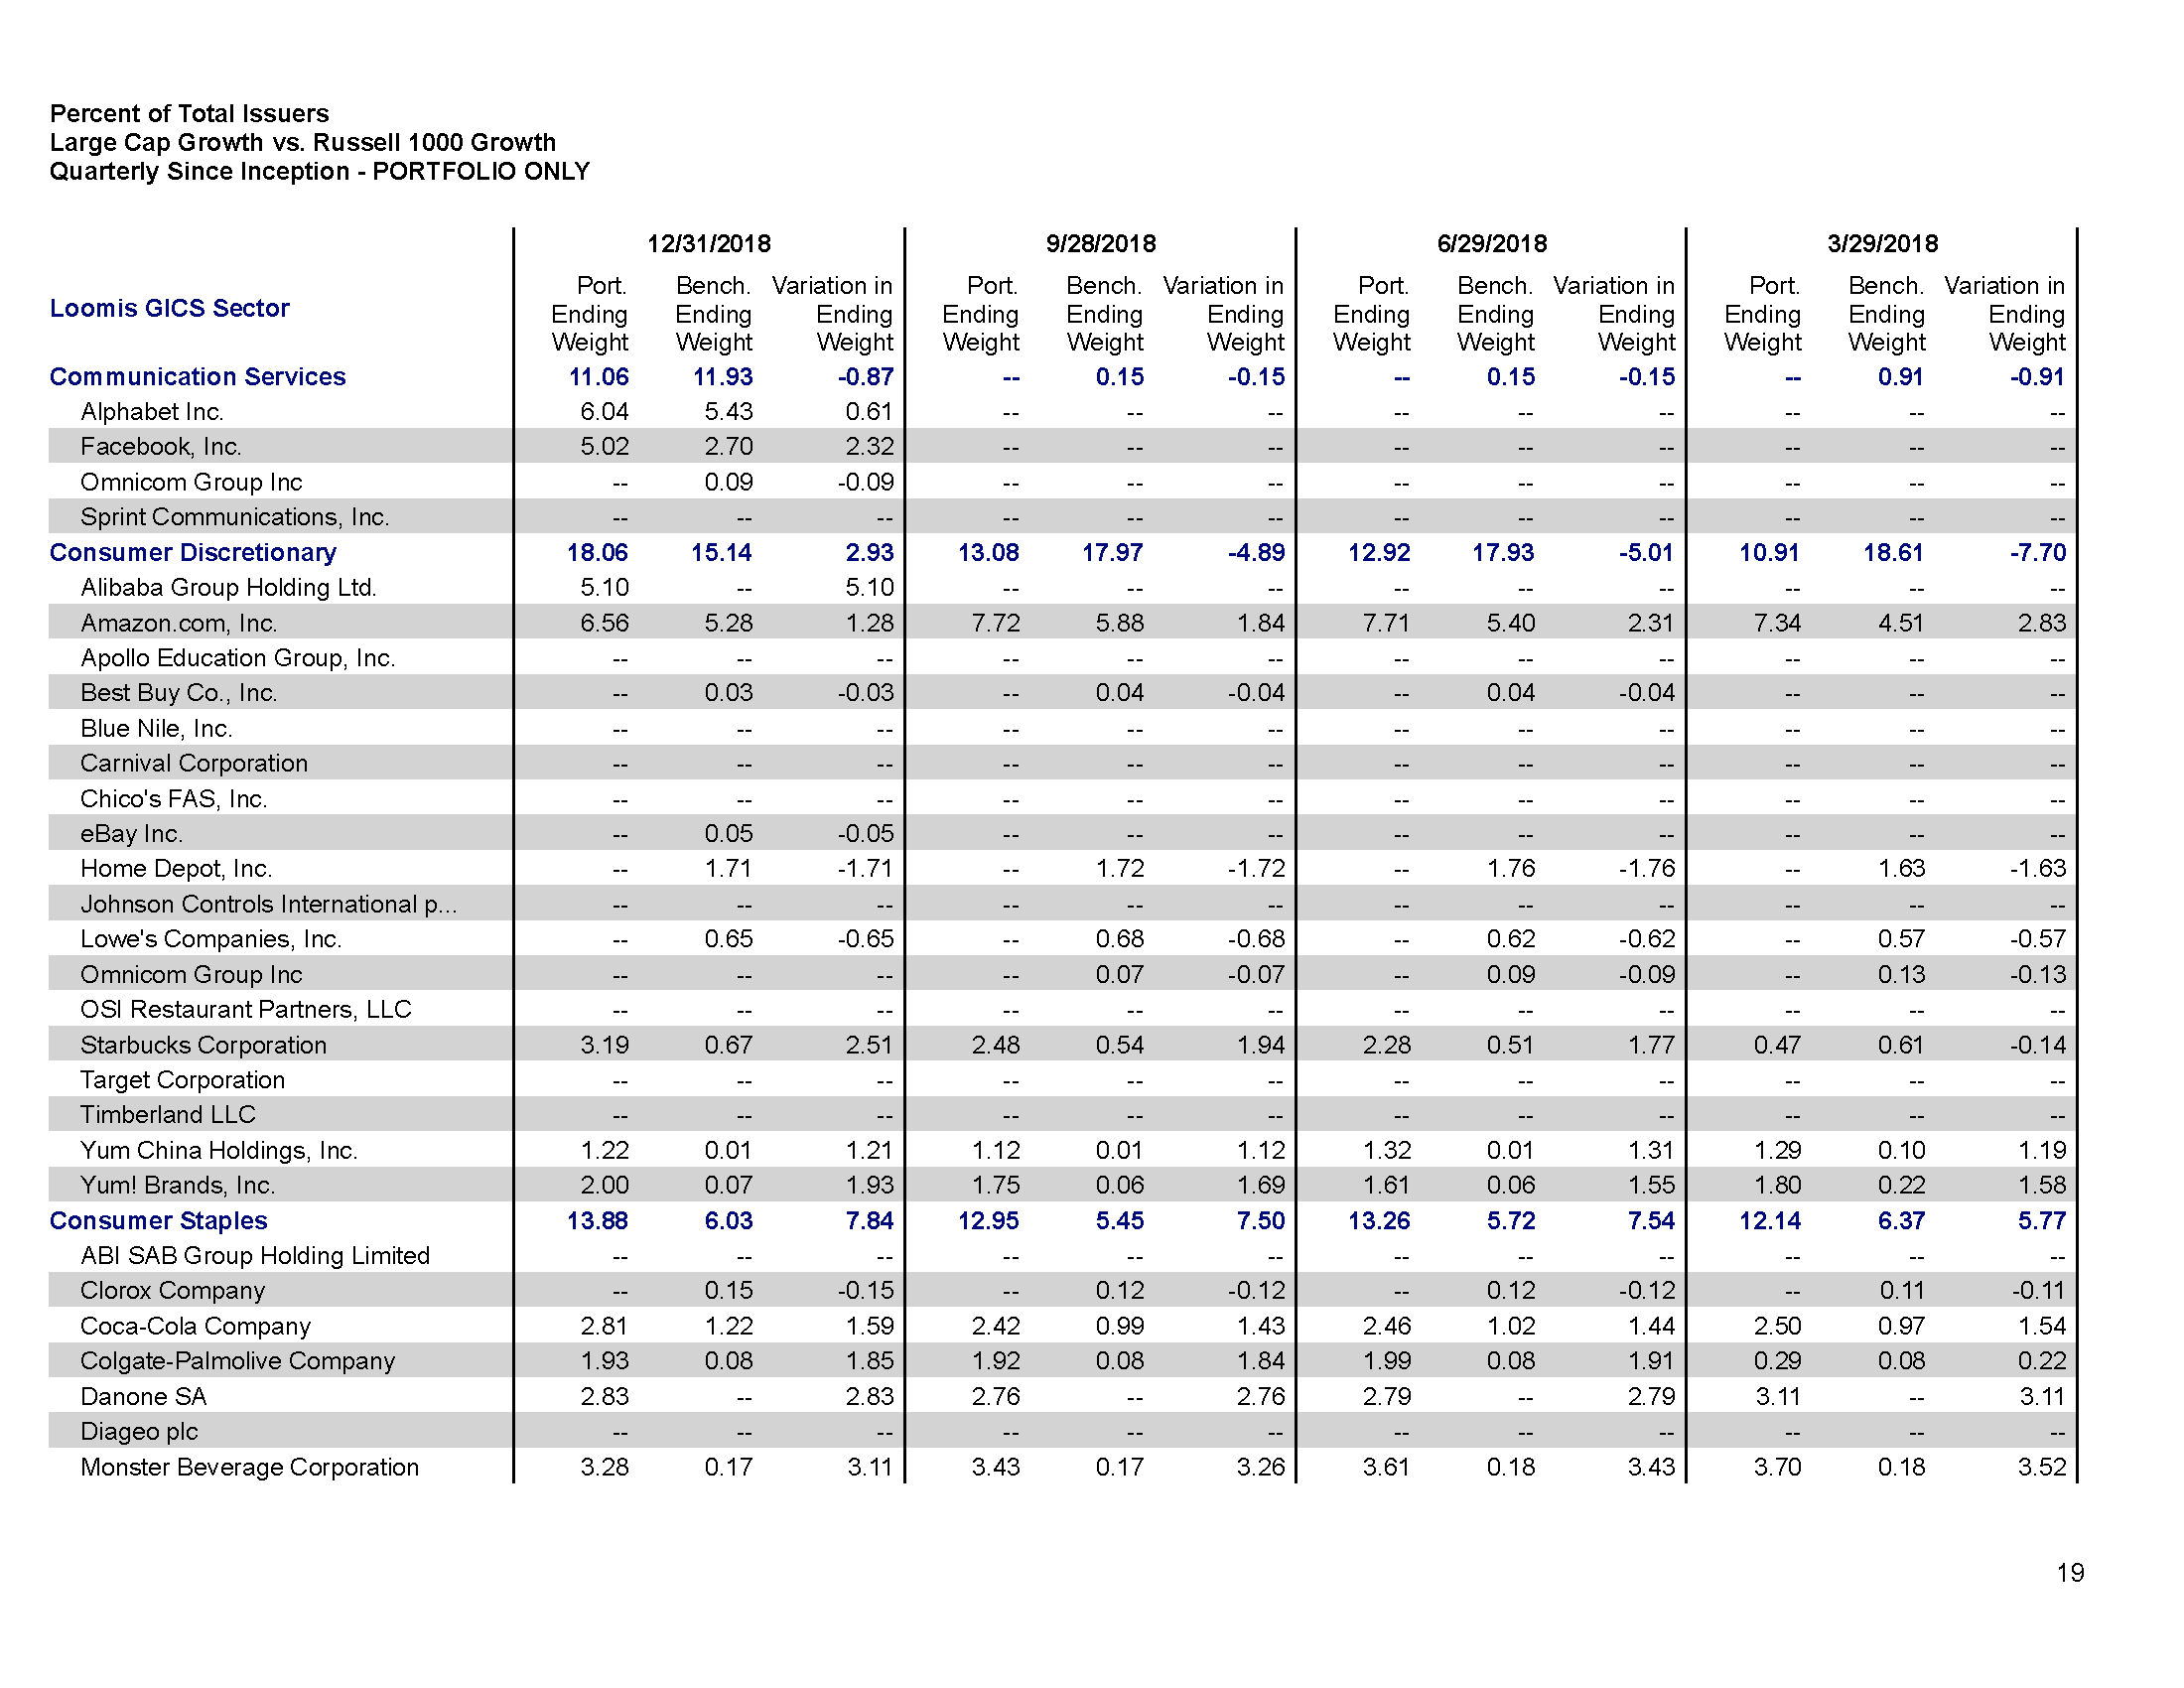 Percent of Total Issuers
Large Cap Growth vs. Russell 1000 Growth
Quarterly Since Inception - PORTFOLIO ONLY
12/31/2018 9/28/2018 6/29/2018 3/29/2018
Loomis GICS Sector
Port. Bench. Variation in Port. Bench. Variation in Port. Bench. Variation in Port. Bench. Variation in
Ending Ending Ending Ending Ending Ending Ending Ending Ending Ending Ending Ending
Weight Weight Weight Weight Weight Weight Weight Weight Weight Weight Weight Weight
Communication Services 11.06 11.93 -0.87 -- 0.15 -0.15 -- 0.15 -0.15 -- 0.91 -0.91
Alphabet Inc. 6.04 5.43 0.61 -- -- -- -- -- -- -- -- --
Facebook, Inc. 5.02 2.70 2.32 -- -- -- -- -- -- -- -- --
Omnicom Group Inc -- 0.09 -0.09 -- -- -- -- -- -- -- -- --
Sprint Communications, Inc. -- -- -- -- -- -- -- -- -- -- -- --
Consumer Discretionary 18.06 15.14 2.93 13.08 17.97 -4.89 12.92 17.93 -5.01 10.91 18.61 -7.70
Alibaba Group Holding Ltd. 5.10 -- 5.10 -- -- -- -- -- -- -- -- --
Amazon.com, Inc. 6.56 5.28 1.28 7.72 5.88 1.84 7.71 5.40 2.31 7.34 4.51 2.83
Apollo Education Group, Inc. -- -- -- -- -- -- -- -- -- -- -- --
Best Buy Co., Inc. -- 0.03 -0.03 -- 0.04 -0.04 -- 0.04 -0.04 -- -- --
Blue Nile, Inc. -- -- -- -- -- -- -- -- -- -- -- --
Carnival Corporation -- -- -- -- -- -- -- -- -- -- -- --
Chico's FAS, Inc. -- -- -- -- -- -- -- -- -- -- -- --
eBay Inc. -- 0.05 -0.05 -- -- -- -- -- -- -- -- --
Home Depot, Inc. -- 1.71 -1.71 -- 1.72 -1.72 -- 1.76 -1.76 -- 1.63 -1.63
Johnson Controls International p... -- -- -- -- -- -- -- -- -- -- -- --
Lowe's Companies, Inc. -- 0.65 -0.65 -- 0.68 -0.68 -- 0.62 -0.62 -- 0.57 -0.57
Omnicom Group Inc -- -- -- -- 0.07 -0.07 -- 0.09 -0.09 -- 0.13 -0.13
OSI Restaurant Partners, LLC -- -- -- -- -- -- -- -- -- -- -- --
Starbucks Corporation 3.19 0.67 2.51 2.48 0.54 1.94 2.28 0.51 1.77 0.47 0.61 -0.14
Target Corporation -- -- -- -- -- -- -- -- -- -- -- --
Timberland LLC -- -- -- -- -- -- -- -- -- -- -- --
Yum China Holdings, Inc. 1.22 0.01 1.21 1.12 0.01 1.12 1.32 0.01 1.31 1.29 0.10 1.19
Yum! Brands, Inc. 2.00 0.07 1.93 1.75 0.06 1.69 1.61 0.06 1.55 1.80 0.22 1.58
Consumer Staples 13.88 6.03 7.84 12.95 5.45 7.50 13.26 5.72 7.54 12.14 6.37 5.77
ABI SAB Group Holding Limited -- -- -- -- -- -- -- -- -- -- -- --
Clorox Company -- 0.15 -0.15 -- 0.12 -0.12 -- 0.12 -0.12 -- 0.11 -0.11
Coca-Cola Company 2.81 1.22 1.59 2.42 0.99 1.43 2.46 1.02 1.44 2.50 0.97 1.54
Colgate-Palmolive Company 1.93 0.08 1.85 1.92 0.08 1.84 1.99 0.08 1.91 0.29 0.08 0.22
Danone SA 2.83 -- 2.83 2.76 -- 2.76 2.79 -- 2.79 3.11 -- 3.11
Diageo plc -- -- -- -- -- -- -- -- -- -- -- --
Monster Beverage Corporation 3.28 0.17 3.11 3.43 0.17 3.26 3.61 0.18 3.43 3.70 0.18 3.52
19